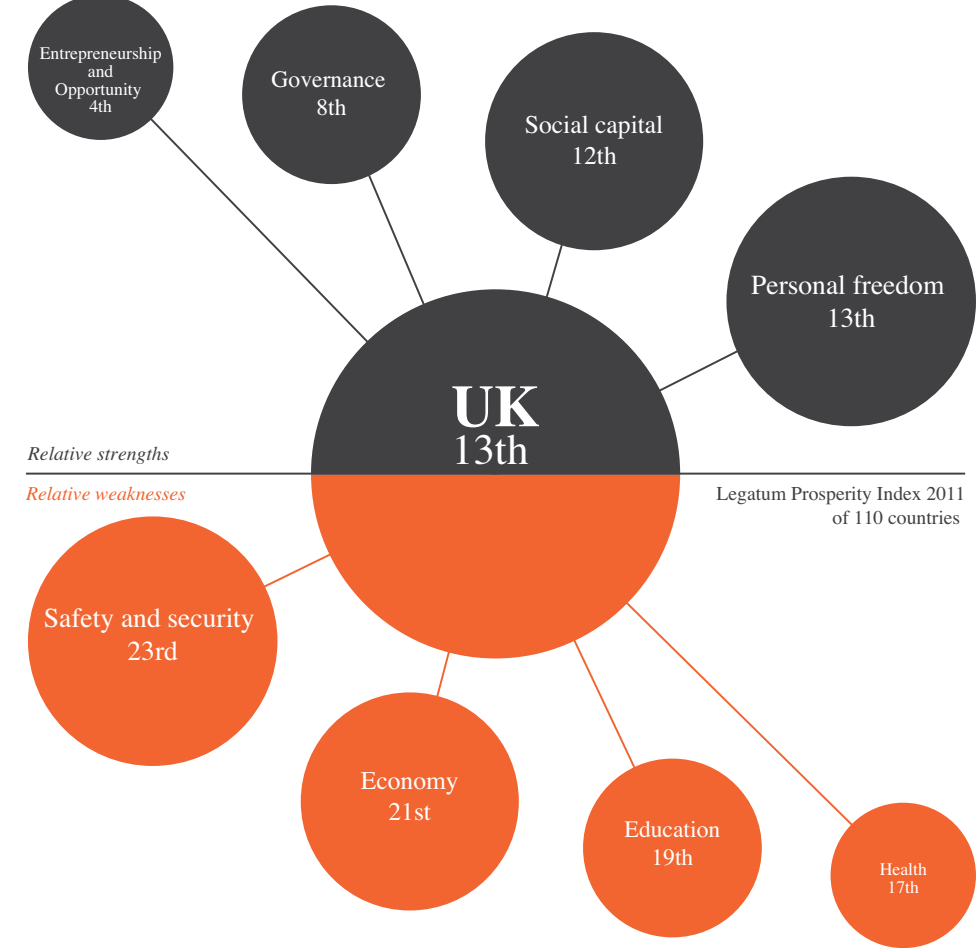 Entrepreneurship
and
Opportunity
4th
Governance
8th
Social capital
12th
Personal freedom
13th
UK
13th
Relative strengths
Relative weaknesses
Legatum Prosperity Index 2011
of 110 countries
Safety and security
23rd
Economy
21st
Education
19th
Health
17th